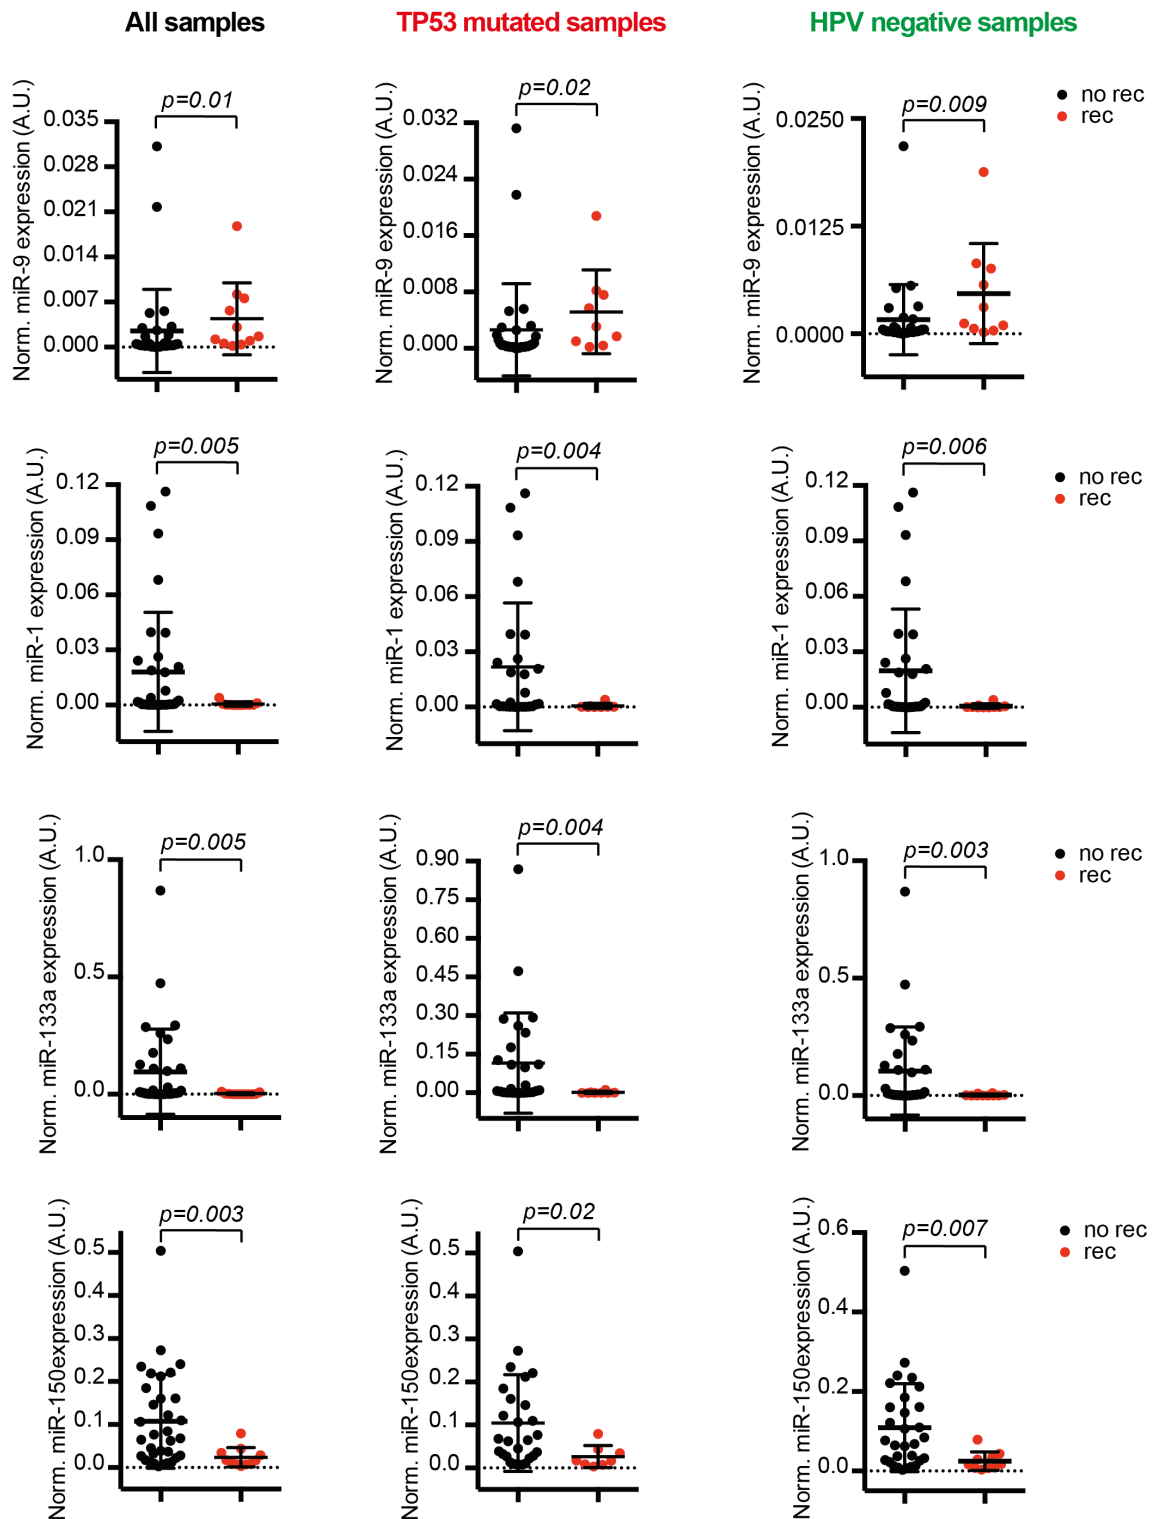 All samples
TP53 mutated samples
HPV negative samples
Norm. miR-9 expression (A.U.)
0.035
0.028
0.021
0.014
0.007
0.000
p=0.01
Norm. miR-9 expression (A.U.)
0.032
0.024
0.016
0.008
0.000
p=0.02
Norm. miR-9 expression (A.U.)
0.0250
0.0125
0.0000
p=0.009
no rec
rec
Norm. miR-1 expression (A.U.)
0.12
0.09
0.06
0.03
0.00
p=0.005
Norm. miR-1 expression (A.U.)
0.12
0.09
0.06
0.03
0.00
p=0.004
Norm. miR-1 expression (A.U.)
0.12
0.09
0.06
0.03
0.00
p=0.006
no rec
rec
Norm. miR-133a expression (A.U.)
1.0
0.5
0.0
p=0.005
Norm. miR-133a expression (A.U.)
0.90
0.75
0.60
0.45
0.30
0.15
0.00
p=0.004
Norm. miR-133a expression (A.U.)
1.0
0.5
0.0
p=0.003
no rec
rec
Norm. miR-150expression (A.U.)
0.5
0.4
0.3
0.2
0.1
0.0
p=0.003
Norm. miR-150expression (A.U.)
0.5
0.4
0.3
0.2
0.1
0.0
p=0.02
Norm. miR-150expression (A.U.)
0.6
0.4
0.2
0.0
p=0.007
no rec
rec